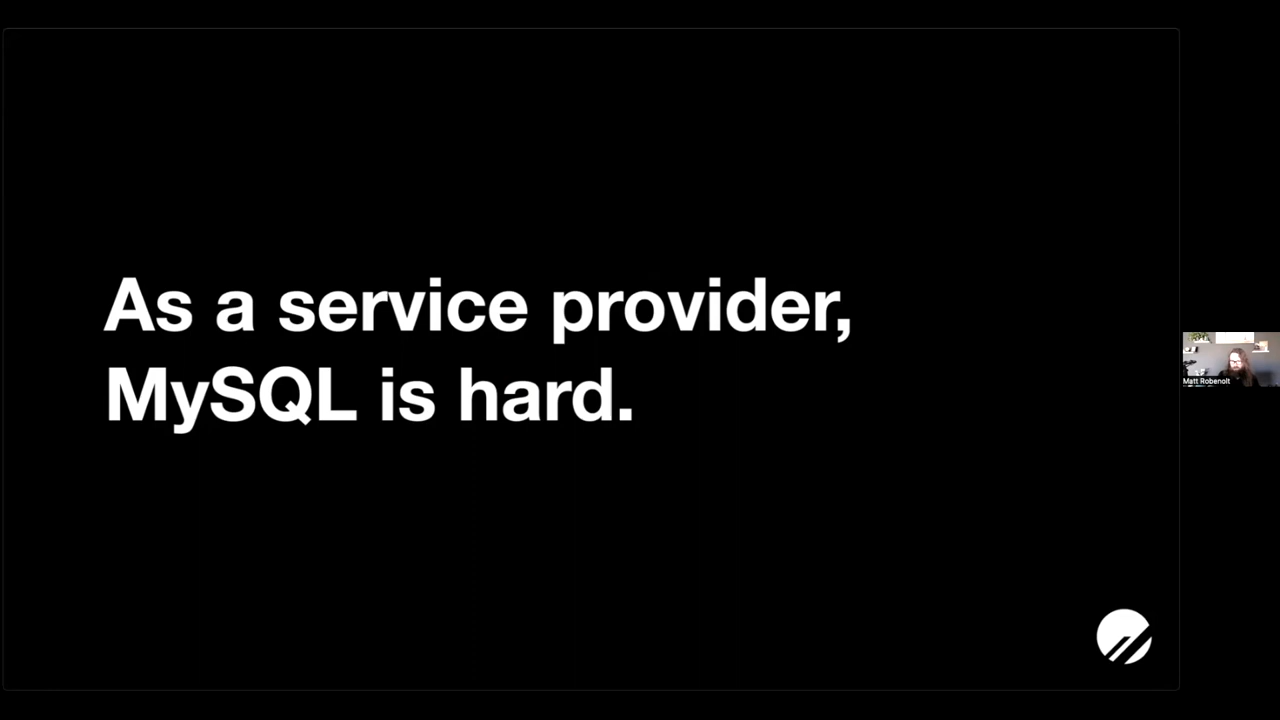 As a service provider,
MySQL is hard.
Matt Robenolt